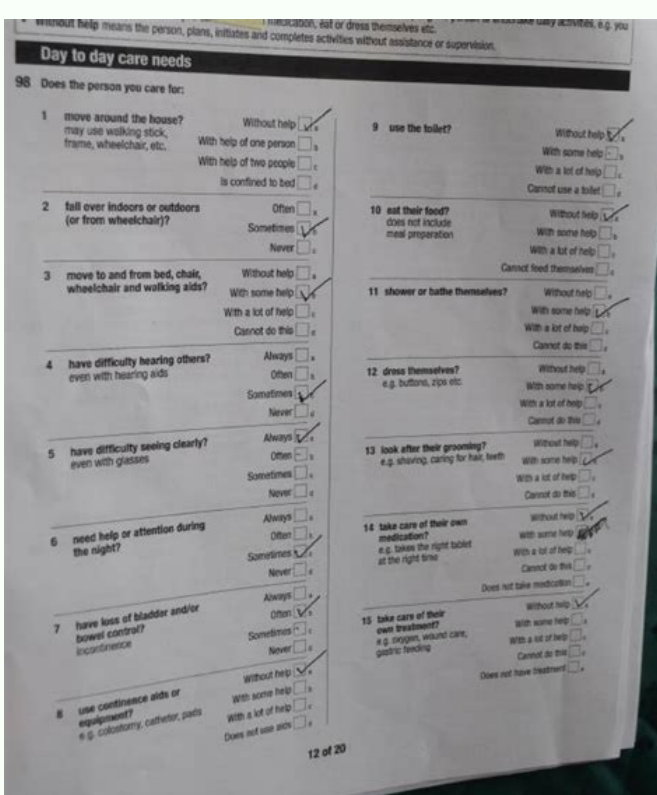 Without help means the person, plans, initiates and completes activities without assistance or supervision.
medication, eat or dress themselves etc.
daily activities, e.g. you
Day to day care needs
98 Does the person you care for:
1 move around the house?
may use walking stick,
frame, wheelchair, etc.
Without help a
With help of one person b
With help of two people c
Is confined to bed d
2 fall over indoors or outdoors
(or from wheelchair)?
Often a
Sometimes b
Never c
3 move to and from bed, chair,
wheelchair and walking aids?
Without help a
With some help b
With a lot of help c
Cannot do this d
4 have difficulty hearing others?
even with hearing aids
Always a
Often b
Sometimes c
Never d
5 have difficulty seeing clearly?
even with glasses
Always a
Often b
Sometimes c
Never d
6 need help or attention during
the night?
Always a
Often b
Sometimes c
Never d
7 have loss of bladder and/or
bowel control?
incontinence
Always a
Often b
Sometimes c
Never d
8 use continence aids or
equipment?
e.g. colostomy, catheter, pads
Without help a
With some help b
With a lot of help c
Does not use aids d
9 use the toilet?
Without help a
With some help b
With a lot of help c
Cannot use a toilet d
10 eat their food?
does not include
meal preparation
Without help a
With some help b
With a lot of help c
Cannot feed themselves d
11 shower or bathe themselves?
Without help a
With some help b
With a lot of help c
Cannot do this d
12 dress themselves?
e.g. buttons, zips etc.
Without help a
With some help b
With a lot of help c
Cannot do this d
13 look after their grooming?
e.g. shaving, caring for hair, teeth
Without help a
With some help b
With a lot of help c
Cannot do this d
14 take care of their own
medication?
e.g. takes the right tablet
at the right time
Without help a
With some help b
With a lot of help c
Cannot do this d
Does not take medication e
15 take care of their
own treatment?
e.g. oxygen, wound care,
gastric feeding
Without help a
With some help b
With a lot of help c
Cannot do this d
Does not have treatment e
12 of 20